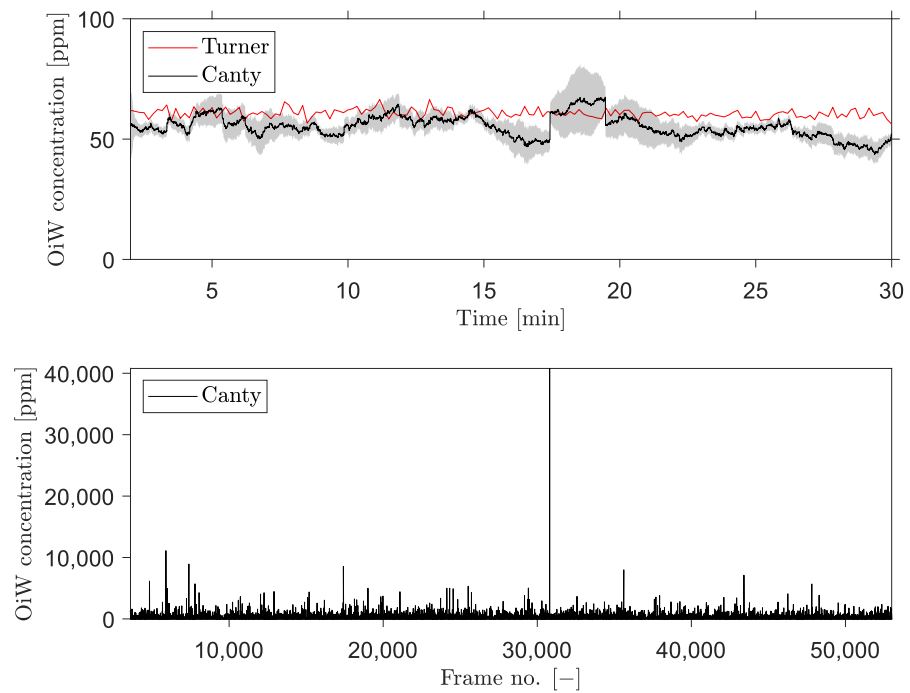 100
50
0
OiW concentration [ppm]
Turner
Canty
5 10 15 20 25 30
Time [min]
40,000
30,000
20,000
10,000
0
OiW concentration [ppm]
Canty
10,000 20,000 30,000 40,000 50,000
Frame no. [−]